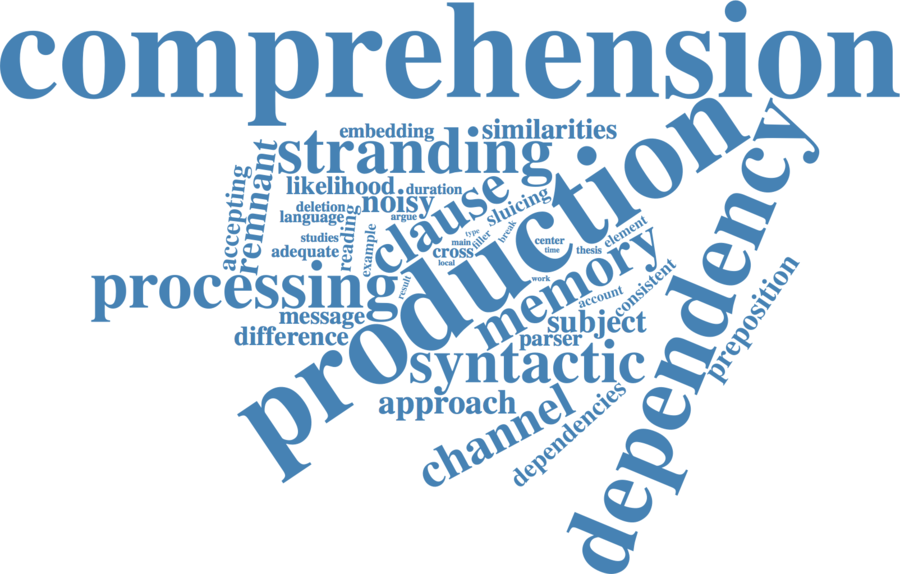 comprehension
embedding
similarities
stranding
production
dependency
accepting
remnant
likelihood
duration
deletion
noisy
clause
sluicing
language
argue
reading
example
studies
adequate
type
main
filler
break
cross
local
center
time
thesis
element
memory
processing
result
work
account
consistent
message
difference
subject
parser
preposition
syntactic
approach
channel
dependencies